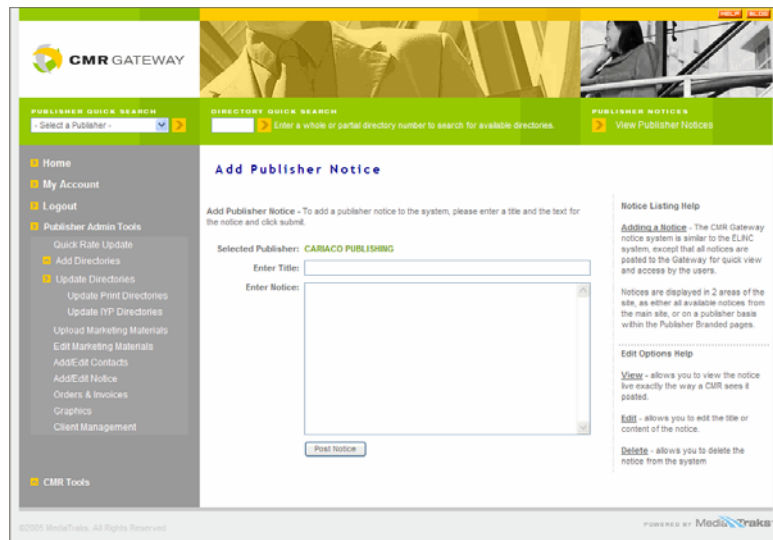 HELP BLOG
CMR GATEWAY
PUBLISHER QUICK SEARCH
- Select a Publisher -
DIRECTORY QUICK SEARCH
Enter a whole or partial directory number to search for available directories.
PUBLISHER NOTICES
View Publisher Notices
Home
My Account
Logout
Publisher Admin Tools
Quick Rate Update
Add Directories
Update Directories
Update Print Directories
Update IYP Directories
Upload Marketing Materials
Edit Marketing Materials
Add/Edit Contacts
Add/Edit Notice
Orders & Invoices
Graphics
Client Management
CMR Tools
Add Publisher Notice
Add Publisher Notice - To add a publisher notice to the system, please enter a title and the text for
the notice and click submit.
Selected Publisher: CARIACO PUBLISHING
Enter Title:
Enter Notice:
Post Notice
Notice Listing Help
Adding a Notice - The CMR Gateway
notice system is similar to the ELINC
system, except that all notices are
posted to the Gateway for quick view
and access by the users.
Notices are displayed in 2 areas of the
site, as either all available notices from
the main site, or on a publisher basis
within the Publisher Branded pages.
Edit Options Help
View - allows you to view the notice
live exactly the way a CMR sees it
posted.
Edit - allows you to edit the title or
content of the notice.
Delete - allows you to delete the
notice from the system
©2005 MediaTraks. All Rights Reserved
POWERED BY MediaTraks